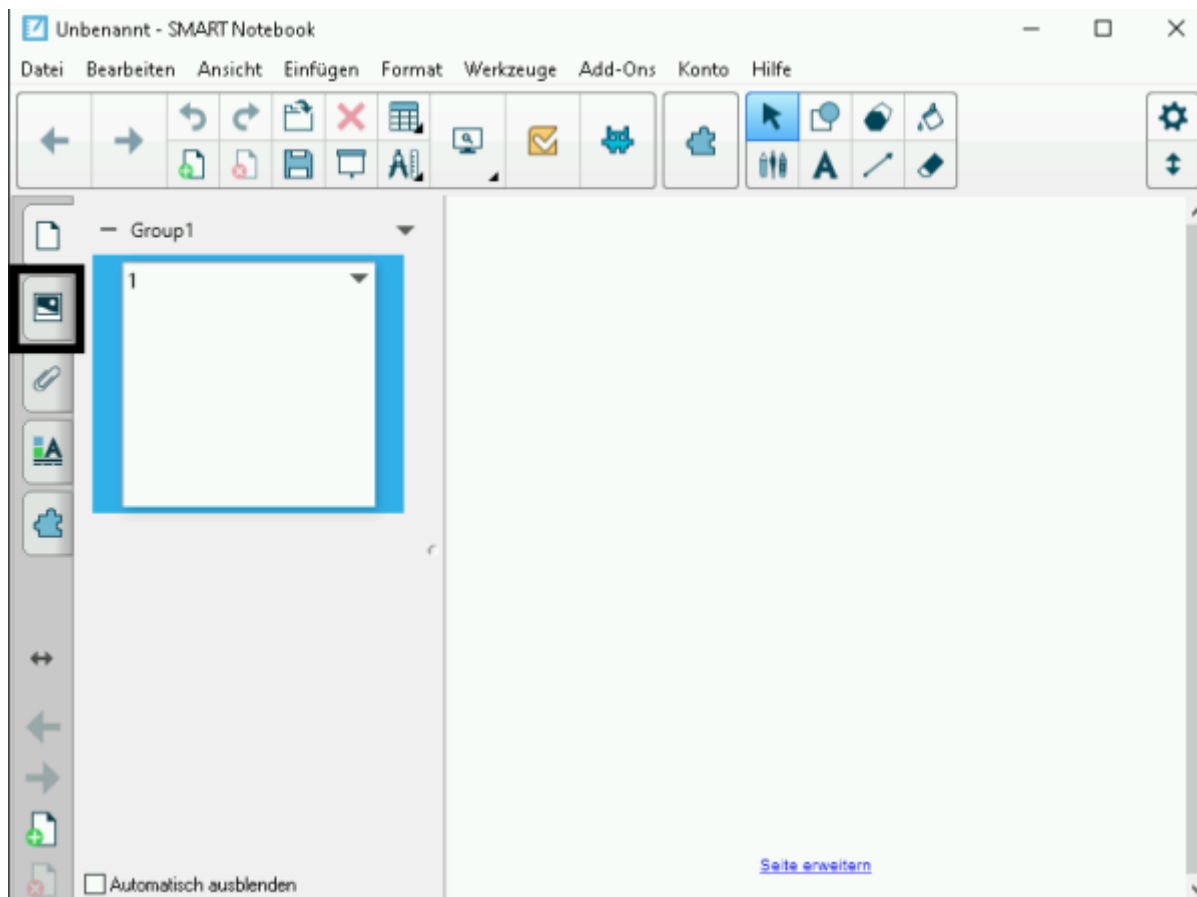 Unbenannt - SMART Notebook
Datei Bearbeiten Ansicht Einfügen Format Werkzeuge Add-Ons Konto Hilfe
Group1
1
Seite erweitern
Automatisch ausblenden